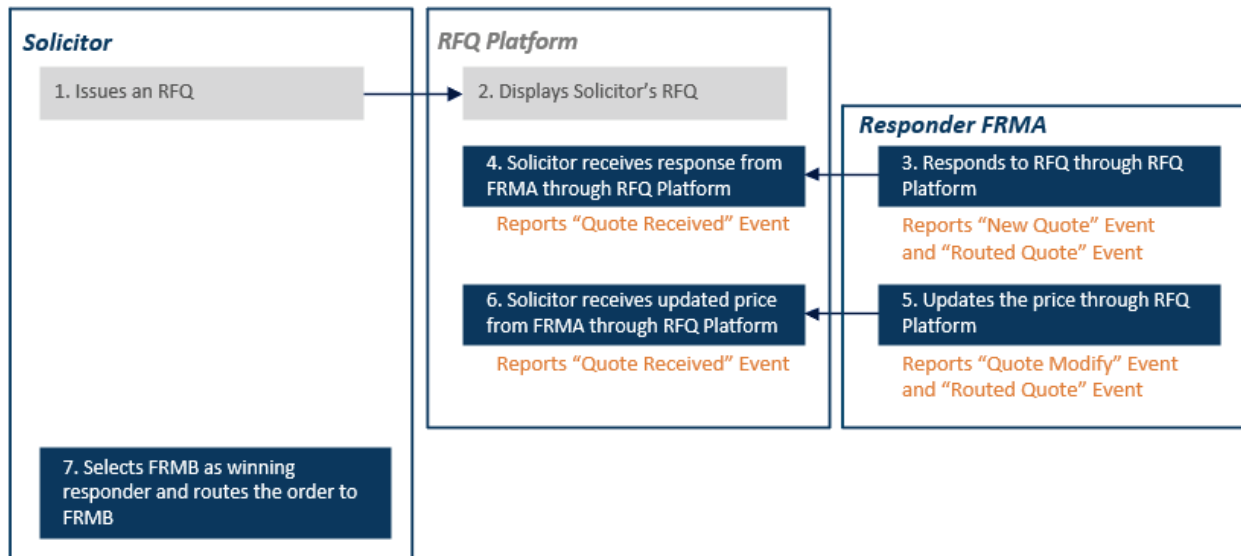 Solicitor
1. Issues an RFQ
RFQ Platform
2. Displays Solicitor's RFQ
Responder FRMA
4. Solicitor receives response from
FRMA through RFQ Platform
Reports “Quote Received” Event
3. Responds to RFQ through RFQ
Platform
Reports “New Quote” Event
and “Routed Quote” Event
6. Solicitor receives updated price
from FRMA through RFQ Platform
Reports “Quote Received” Event
5. Updates the price through RFQ
Platform
Reports “Quote Modify” Event
and “Routed Quote” Event
7. Selects FRMB as winning
responder and routes the order to
FRMB